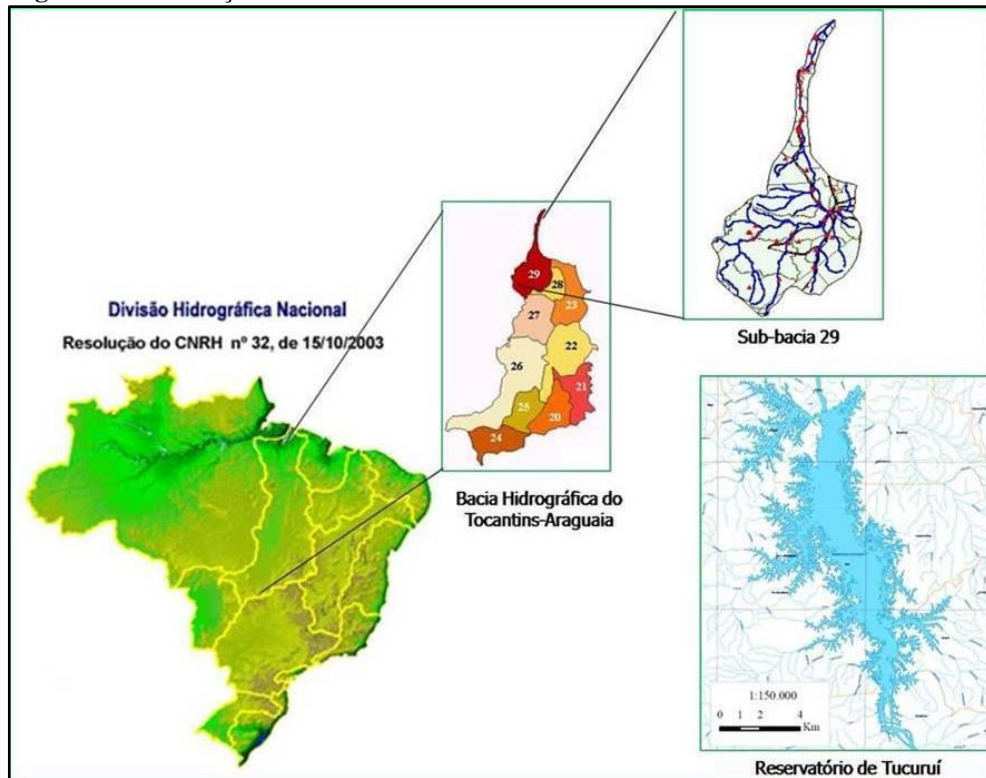 Divisão Hidrográfica Nacional
Resolução do CNRH nº 32, de 15/10/2003
29
28
23
27
22
26
21
25
20
24
Bacia Hidrográfica do
Tocantins-Araguaia
Sub-bacia 29
1:150.000
0 1 2 4
Km
Reservatório de Tucuruí